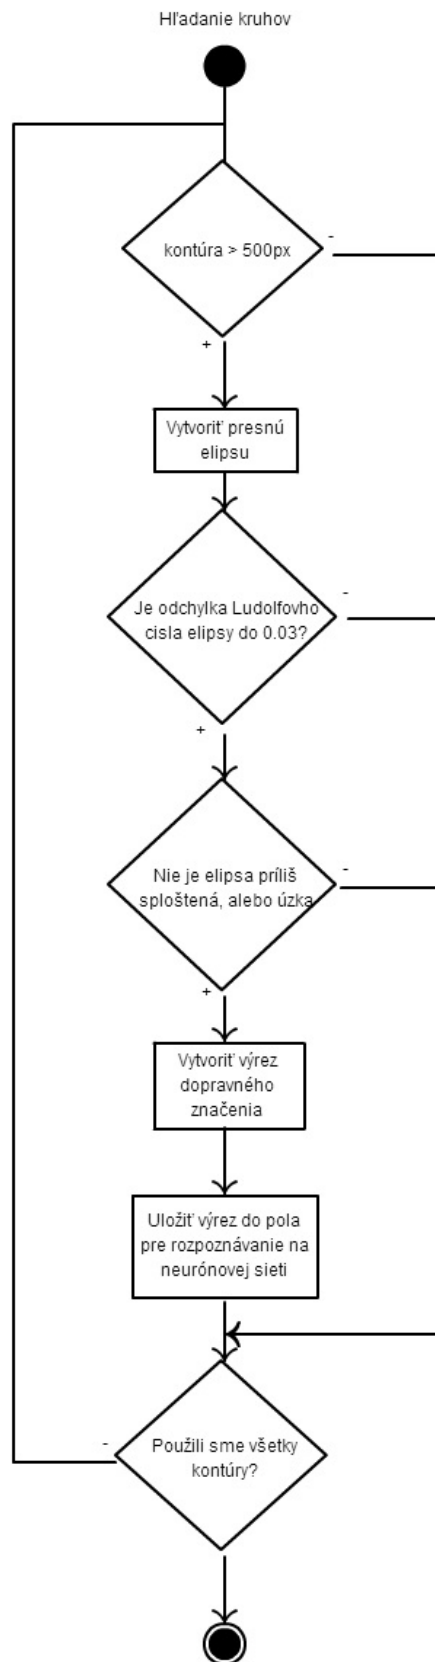 Hľadanie kruhov
kontúra > 500px
-
+
Vytvoriť presnú
elipsu
-
Je odchylka Ludolfovho
cisla elipsy do 0.03?
+
-
Nie je elipsa príliš
sploštená, alebo úzka
+
Vytvoriť výrez
dopravného
značenia
Uložiť výrez do pola
pre rozpoznávanie na
neurónovej sieti
-
Použili sme všetky
kontúry?